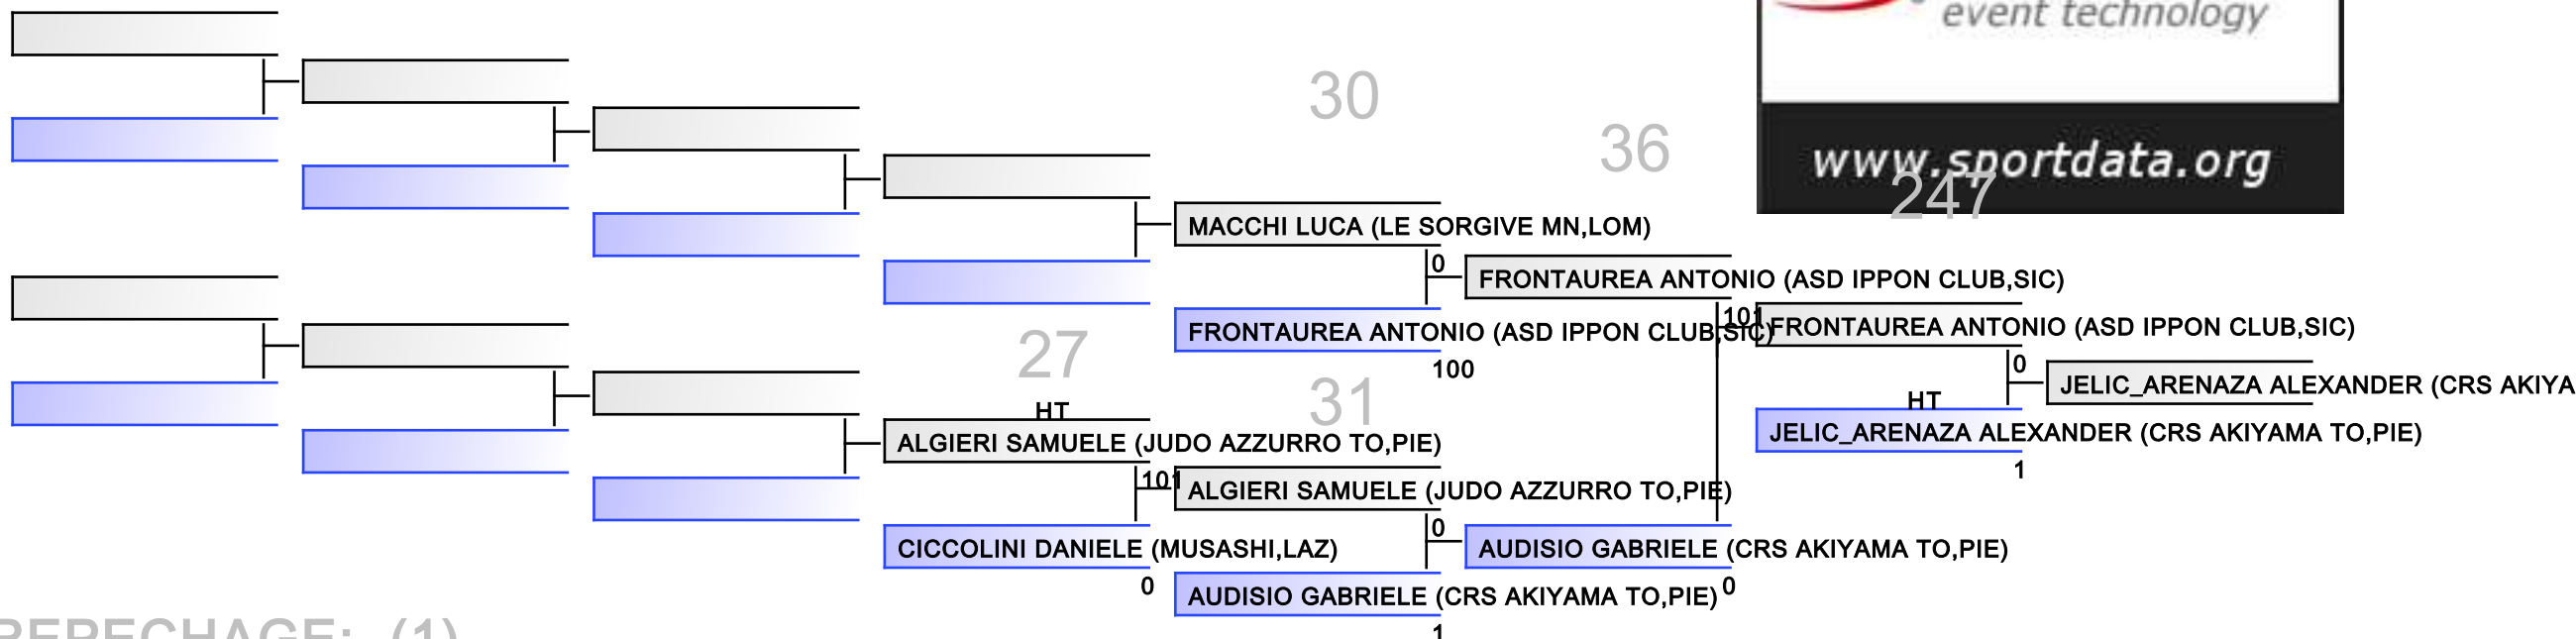 event technology
www.sportdata.org
30
36
247
MACCHI LUCA (LE SORGIVE MN,LOM)
0
FRONTAUREA ANTONIO (ASD IPPON CLUB,SIC)
101
FRONTAUREA ANTONIO (ASD IPPON CLUB,SIC)
FRONTAUREA ANTONIO (ASD IPPON CLUB,SIC)
100
0
JELIC_ARENAZA ALEXANDER (CRS AKIYA
HT
JELIC_ARENAZA ALEXANDER (CRS AKIYAMA TO,PIE)
1
27
HT
31
ALGIERI SAMUELE (JUDO AZZURRO TO,PIE)
101
ALGIERI SAMUELE (JUDO AZZURRO TO,PIE)
0
CICCOLINI DANIELE (MUSASHI,LAZ)
0
AUDISIO GABRIELE (CRS AKIYAMA TO,PIE)
0
AUDISIO GABRIELE (CRS AKIYAMA TO,PIE)
1
REPECHAGE: (1)